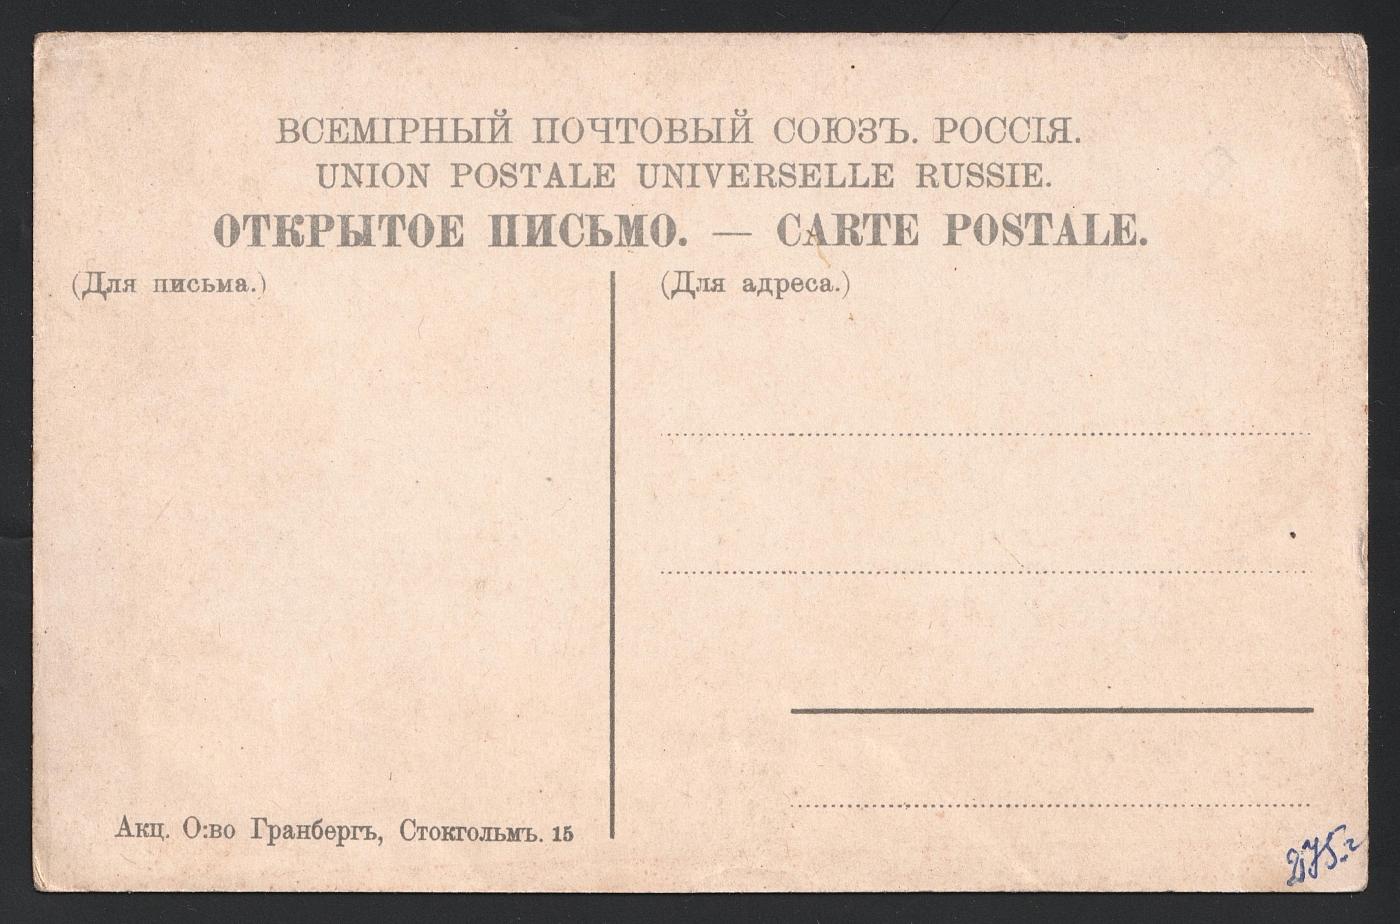 ВСЕМІРНЫЙ ПОЧТОВЫЙ СОЮЗЪ. РОССІЯ.
UNION POSTALE UNIVERSELLE RUSSIE.
ОТКРЫТОЕ ПИСЬМО. — CARTE POSTALE.
(Для письма.)
(Для адреса.)
Акц. О:во Гранбергъ, Стокгольмъ. 15